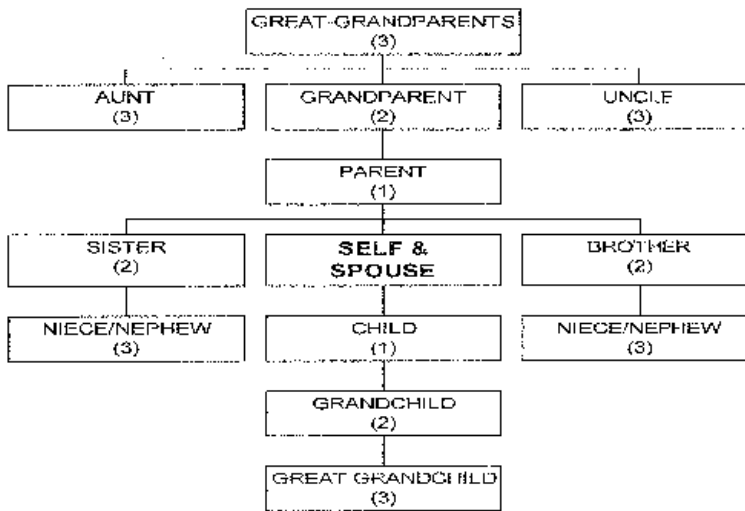 GREAT-GRANDPARENTS
(3)
AUNT
(3)
GRANDPARENT
(2)
UNCLE
(3)
PARENT
(1)
SISTER
(2)
SELF &
SPOUSE
BROTHER
(2)
NIECE/NEPHEW
(3)
CHILD
(1)
NIECE/NEPHEW
(3)
GRANDCHILD
(2)
GREAT GRANDCHILD
(3)